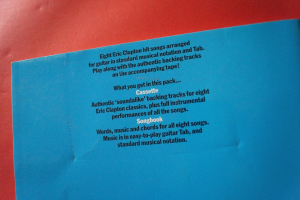 Eight Eric Clapton hit songs arranged
for guitar in standard musical notation and Tab.
Play along with the authentic backing tracks
on the accompanying tape!
What you get in this pack...
Cassette
Authentic 'soundalike' backing tracks for eight
Eric Clapton classics, plus full instrumental
performances of all the songs.
Songbook
Words, music and chords for all eight songs.
Music is in easy-to-play guitar Tab, and
standard musical notation.